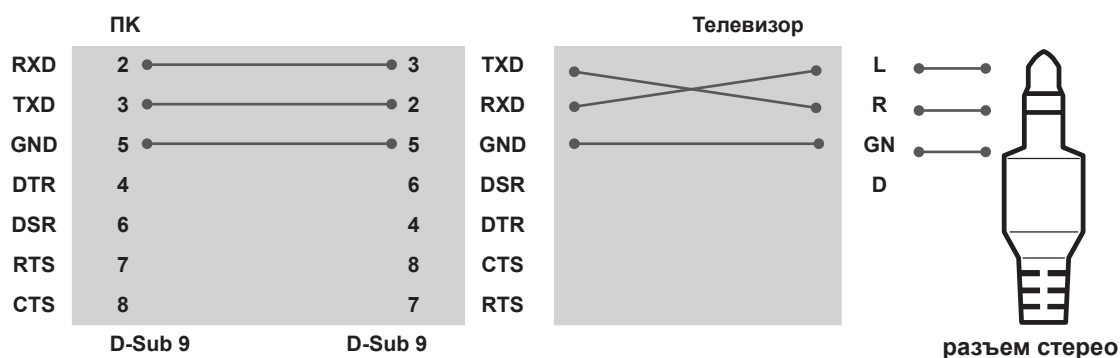 ПК Телевизор
RXD 2 3 TXD L
TXD 3 2 RXD R
GND 5 5 GND GN
DTR 4 6 DSR D
DSR 6 4 DTR
RTS 7 8 CTS
CTS 8 7 RTS
D-Sub 9 D-Sub 9 разъем стерео